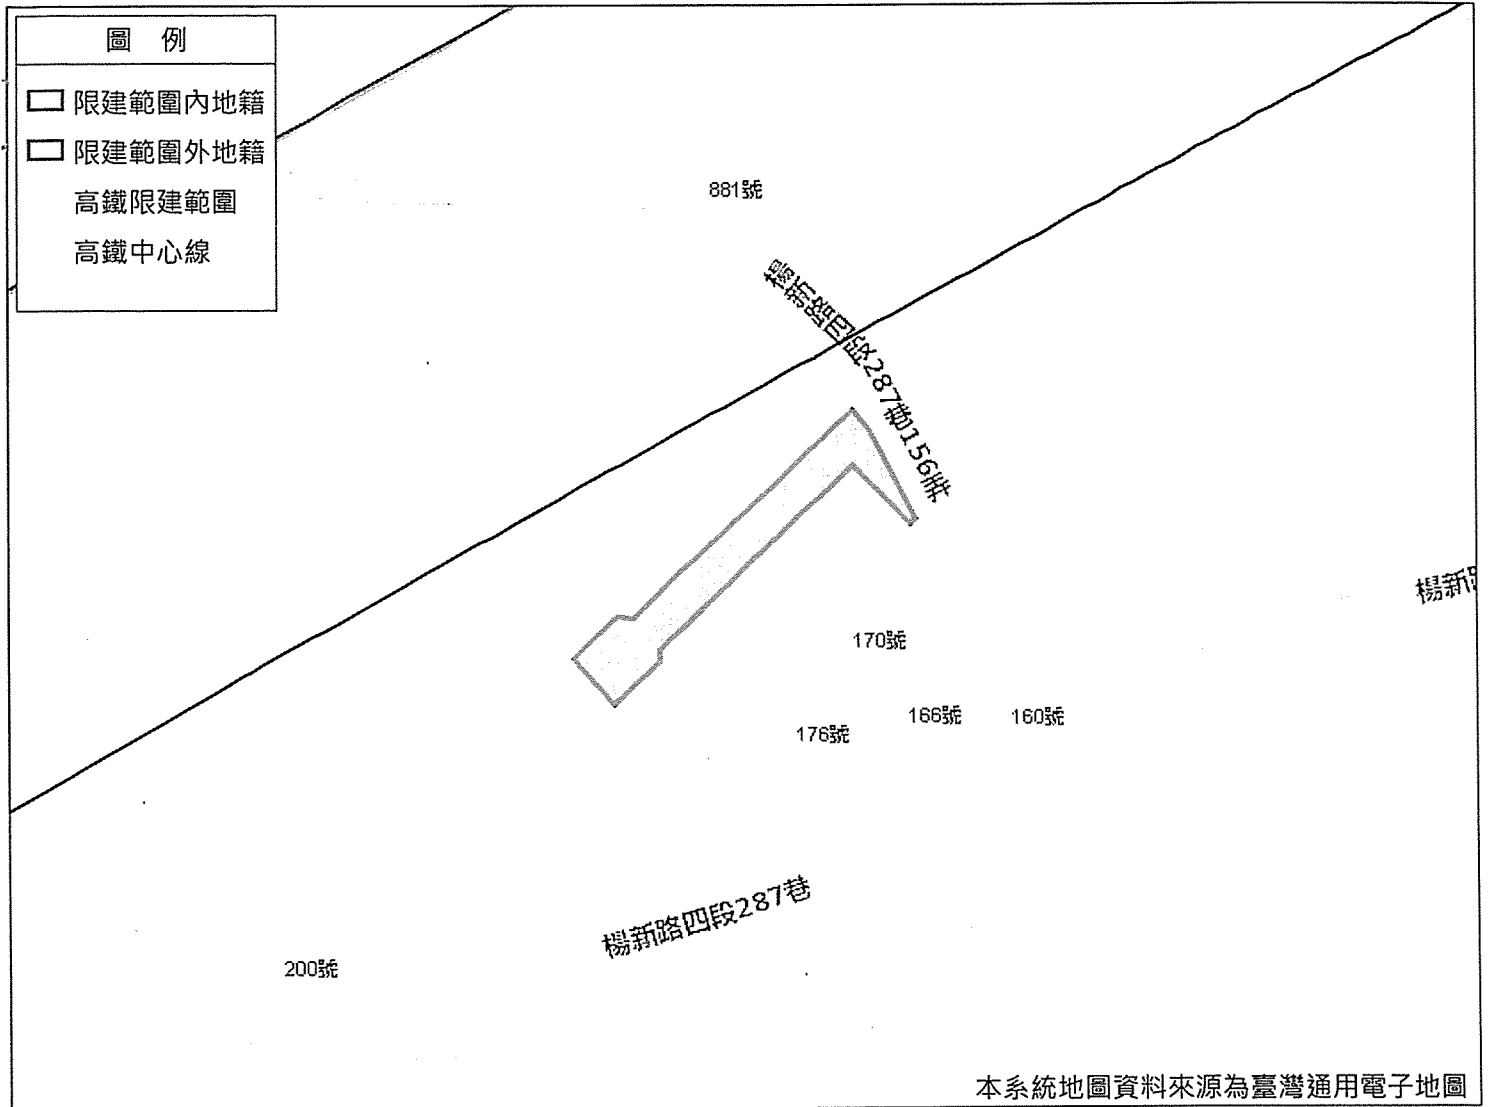 圖 例
限建範圍內地籍
限建範圍外地籍
高鐵限建範圍
高鐵中心線
881號
楊新路四段287巷156弄
楊新路
170號
176號
166號
160號
楊新路四段287巷
200號
本系統地圖資料來源為臺灣通用電子地圖